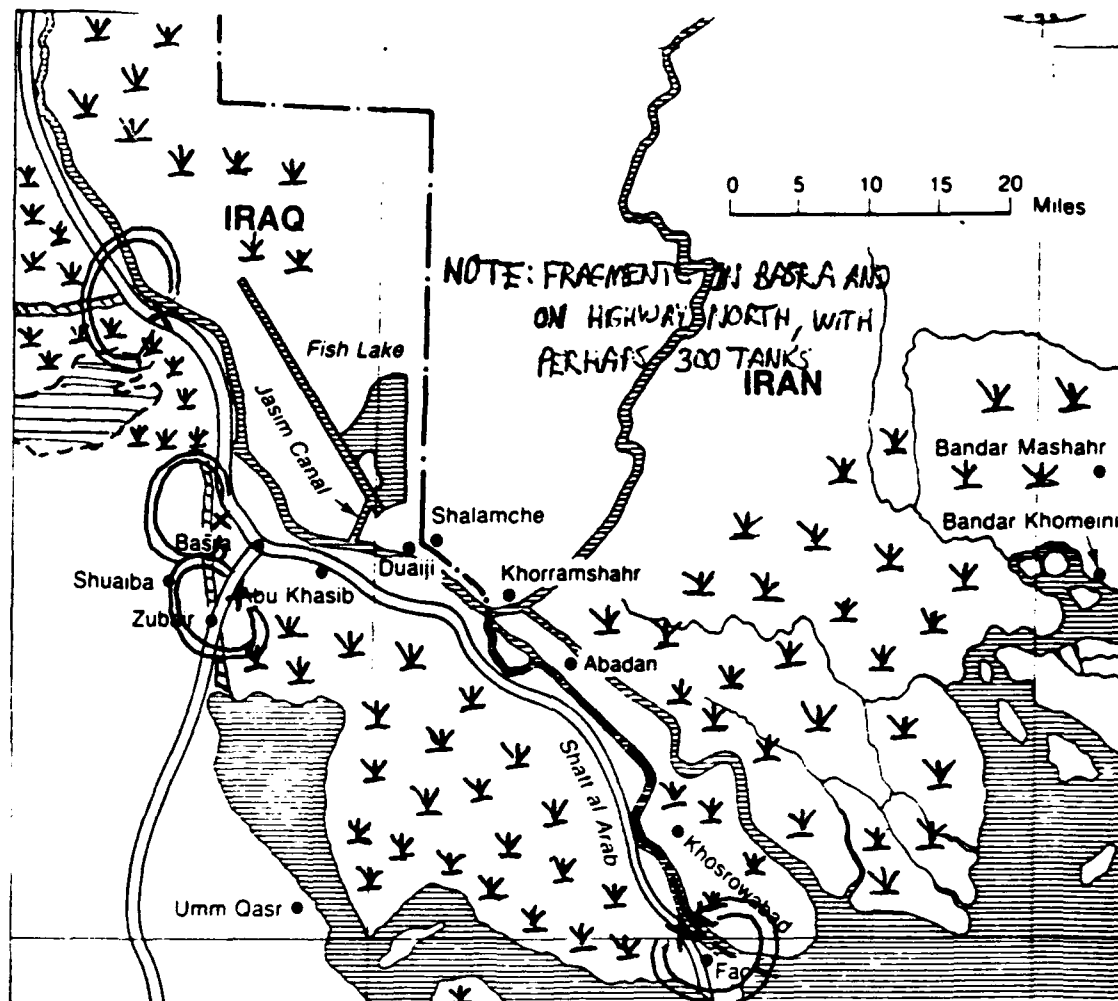 IRAQ
0 5 10 15 20 Miles
NOTE: FRAGMENTS IN BASRA AND
ON HIGHWAY NORTH, WITH
PERHAPS 300 TANKS
IRAN
Fish Lake
Jasim Canal
Bandar Mashahr
Bandar Khomeini
Shalamche
Basra
Duaiji
Khorramshahr
Shuaiba
Abu Khasib
Zubair
Abadan
Shatt al Arab
Khosrowabad
Umm Qasr